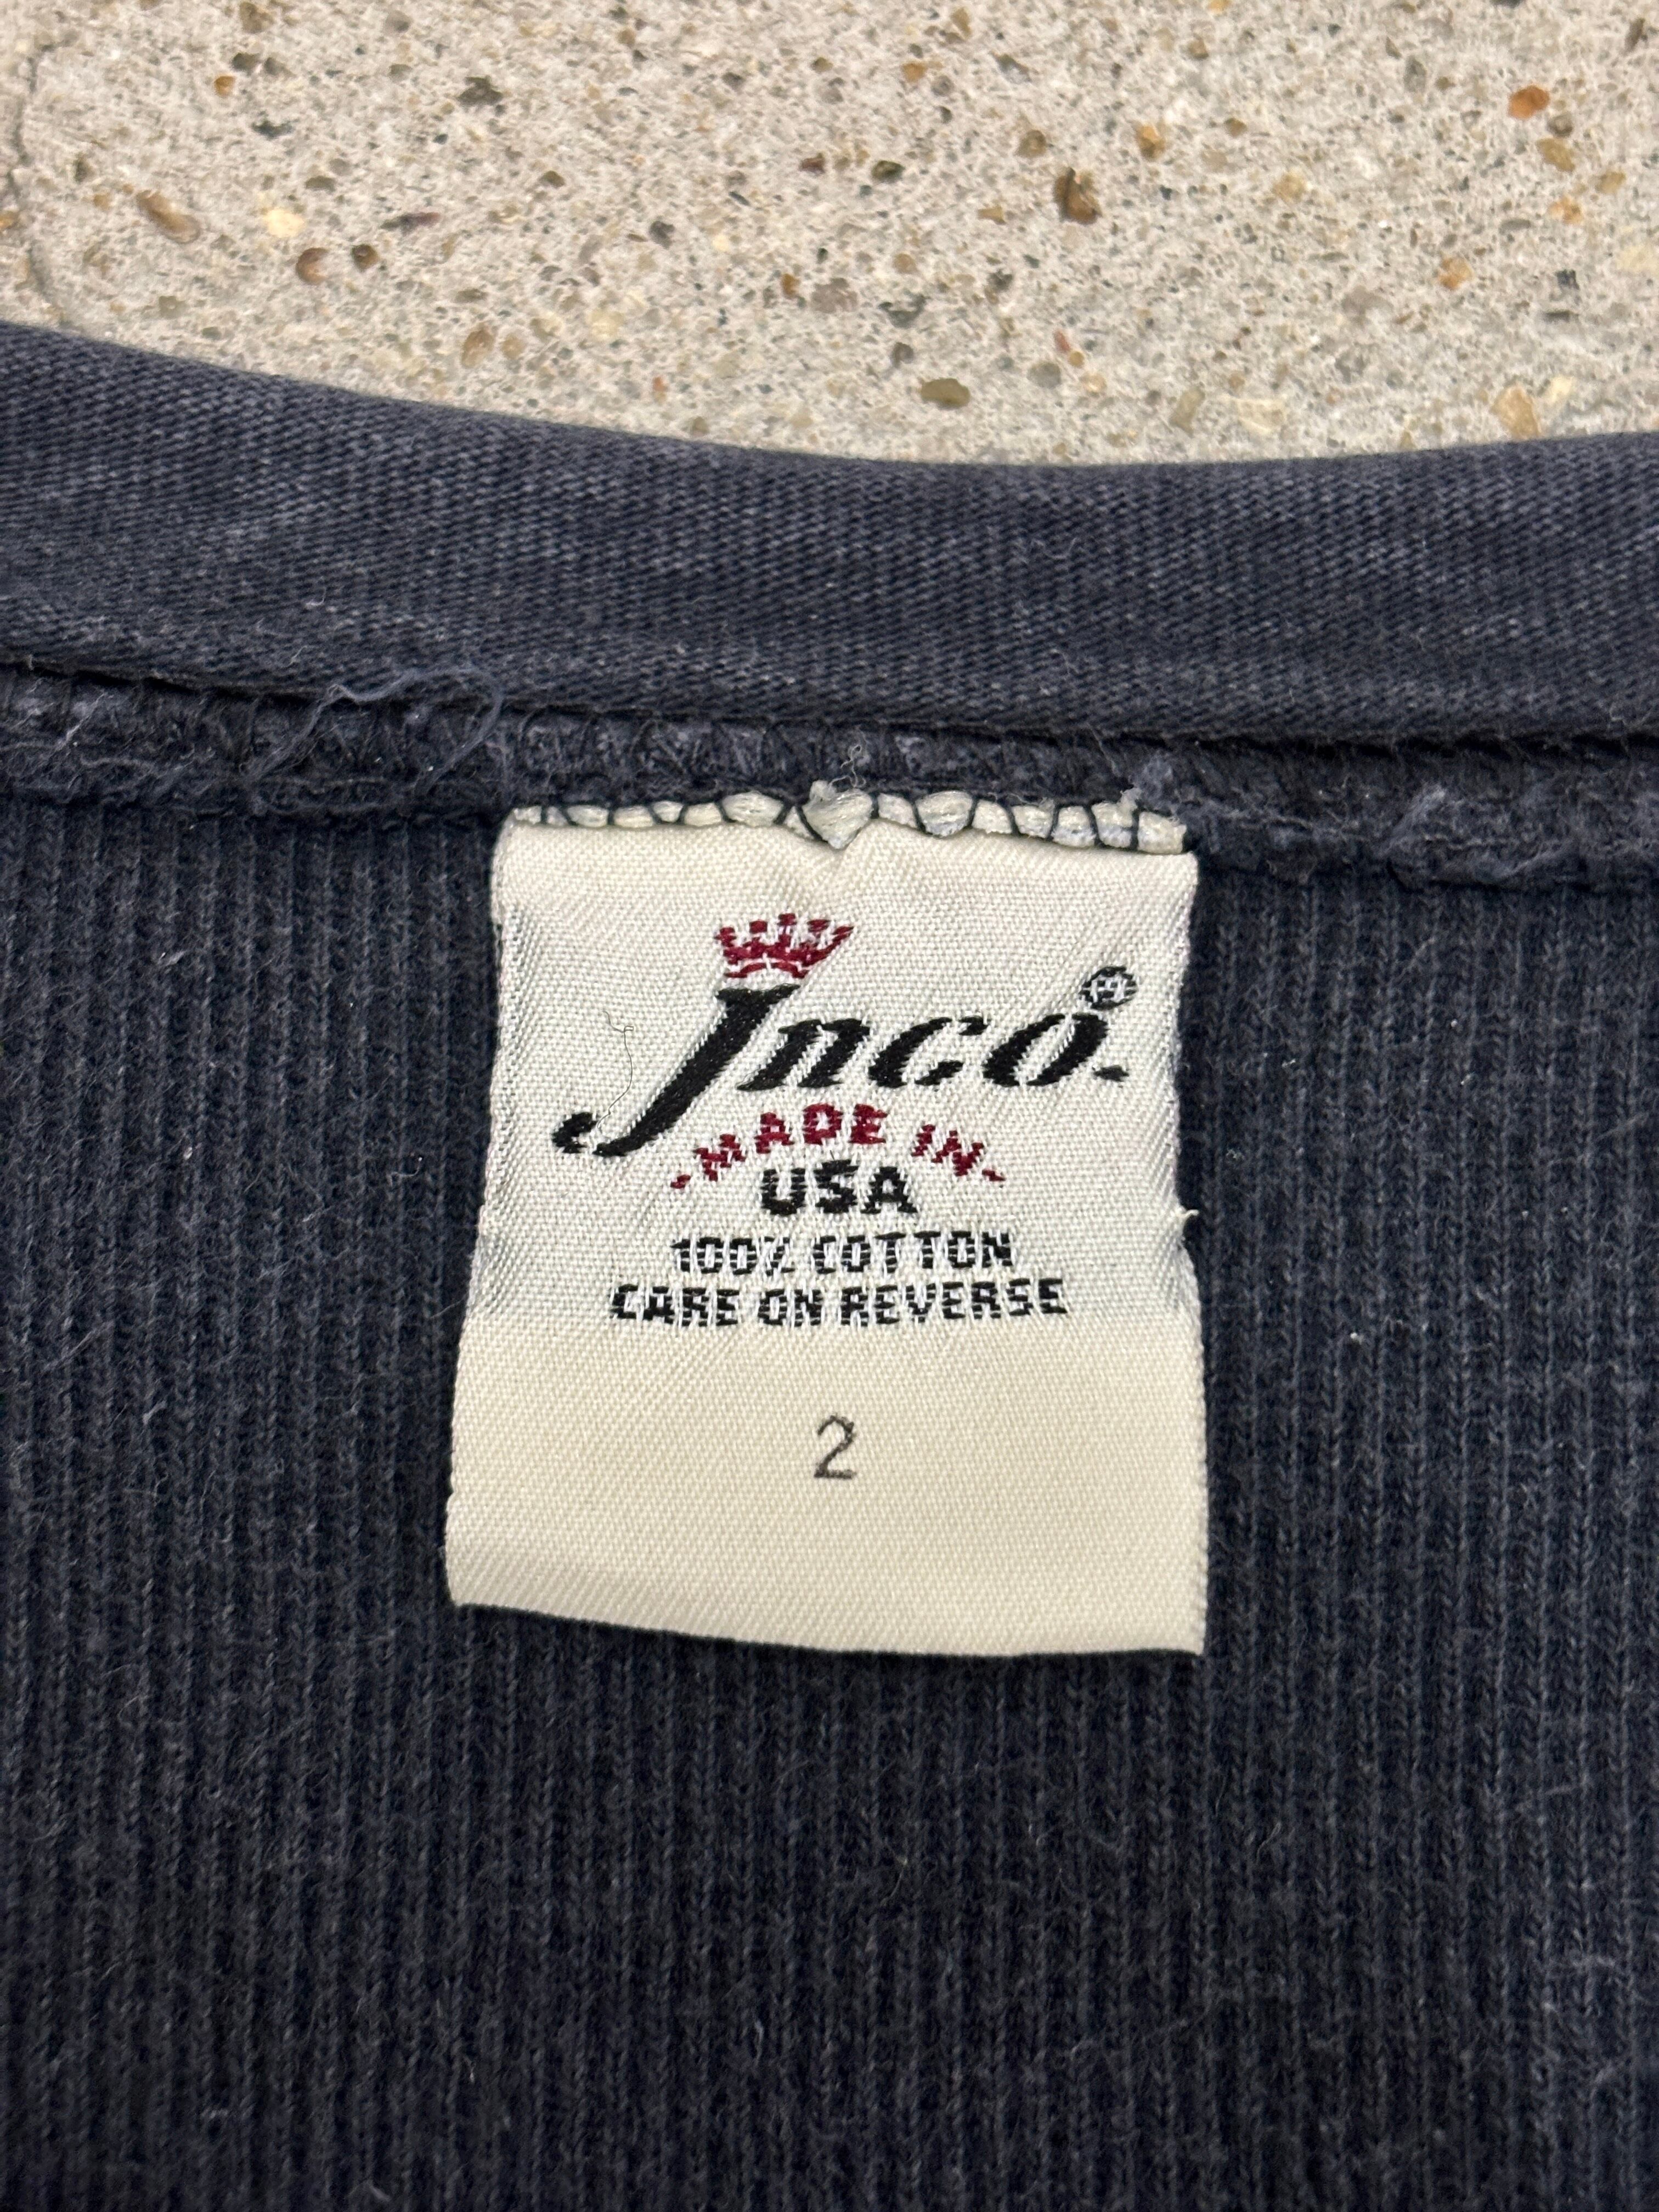 Jnco®
-MADE IN-
USA
100% COTTON
CARE ON REVERSE
2